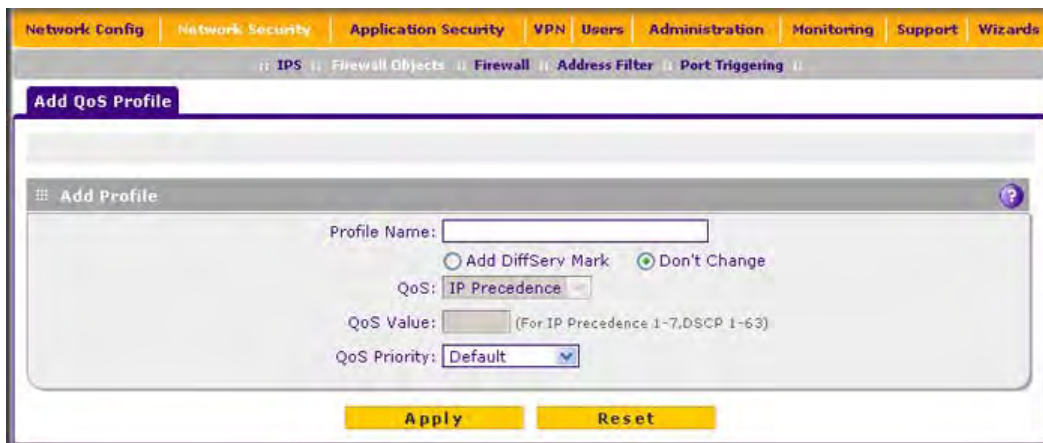 Network Config Network Security Application Security VPN Users Administration Monitoring Support Wizards
:: IPS :: Firewall Objects :: Firewall :: Address Filter :: Port Triggering ::
Add QoS Profile
Add Profile ?
Profile Name:
Add DiffServ Mark Don't Change
QoS: IP Precedence
QoS Value: (For IP Precedence 1-7,DSCP 1-63)
QoS Priority: Default
Apply Reset